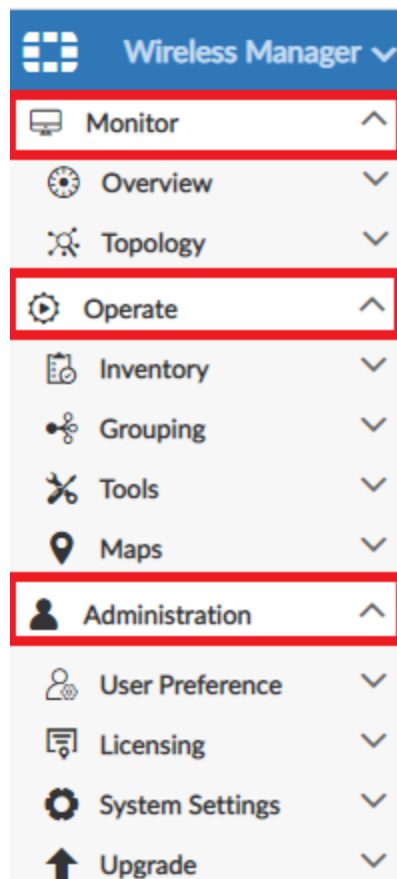 Wireless Manager
Monitor
Overview
Topology
Operate
Inventory
Grouping
Tools
Maps
Administration
User Preference
Licensing
System Settings
Upgrade